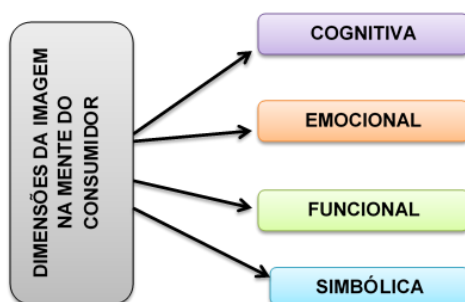 DIMENSÕES DA IMAGEM
NA MENTE DO
CONSUMIDOR
COGNITIVA
EMOCIONAL
FUNCIONAL
SIMBÓLICA